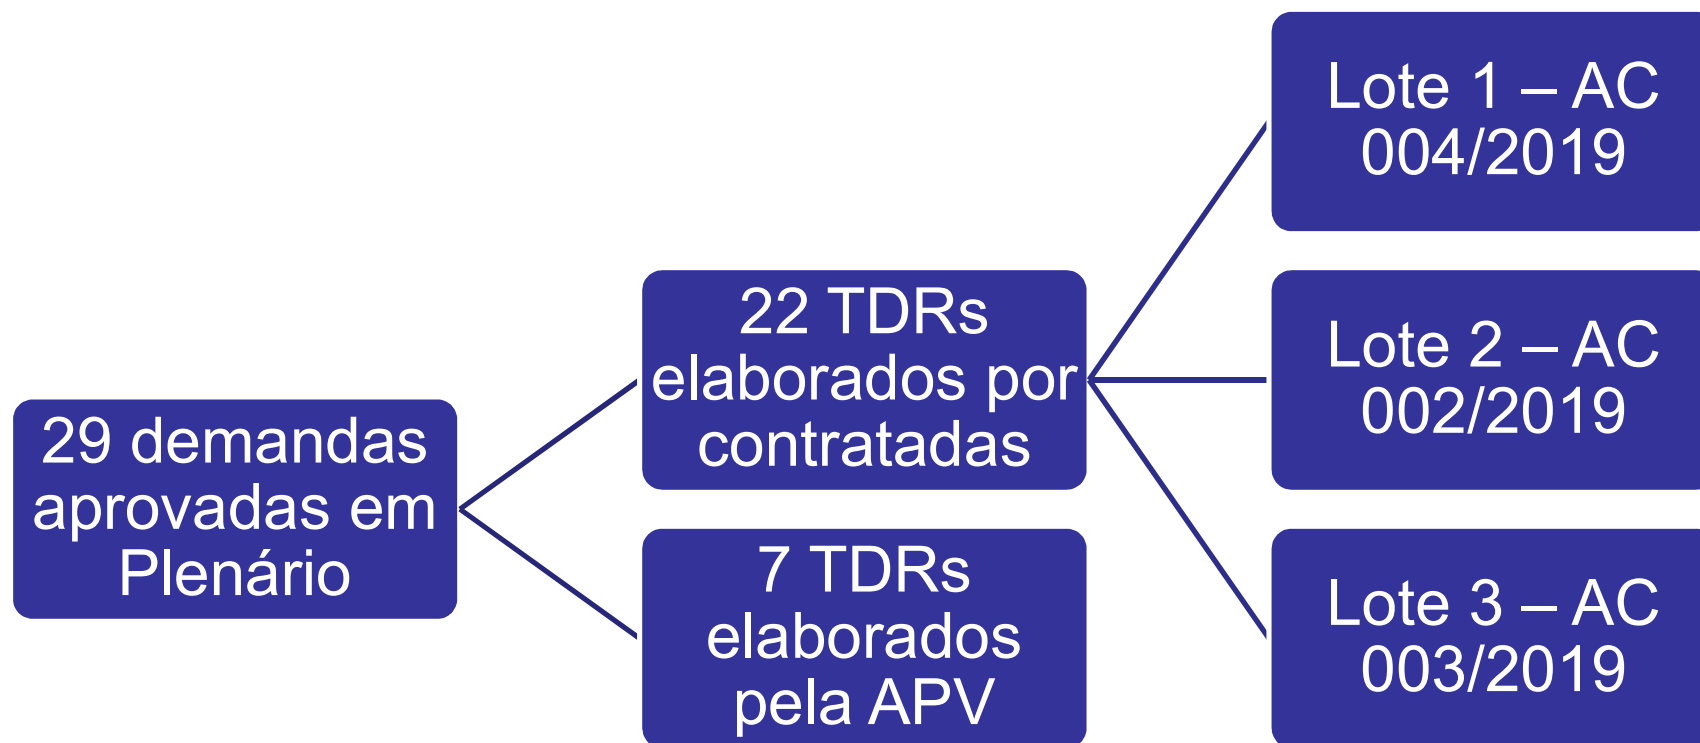 29 demandas
aprovadas em
Plenário
22 TDRs
elaborados por
contratadas
7 TDRs
elaborados
pela APV
Lote 1 – AC
004/2019
Lote 2 – AC
002/2019
Lote 3 – AC
003/2019